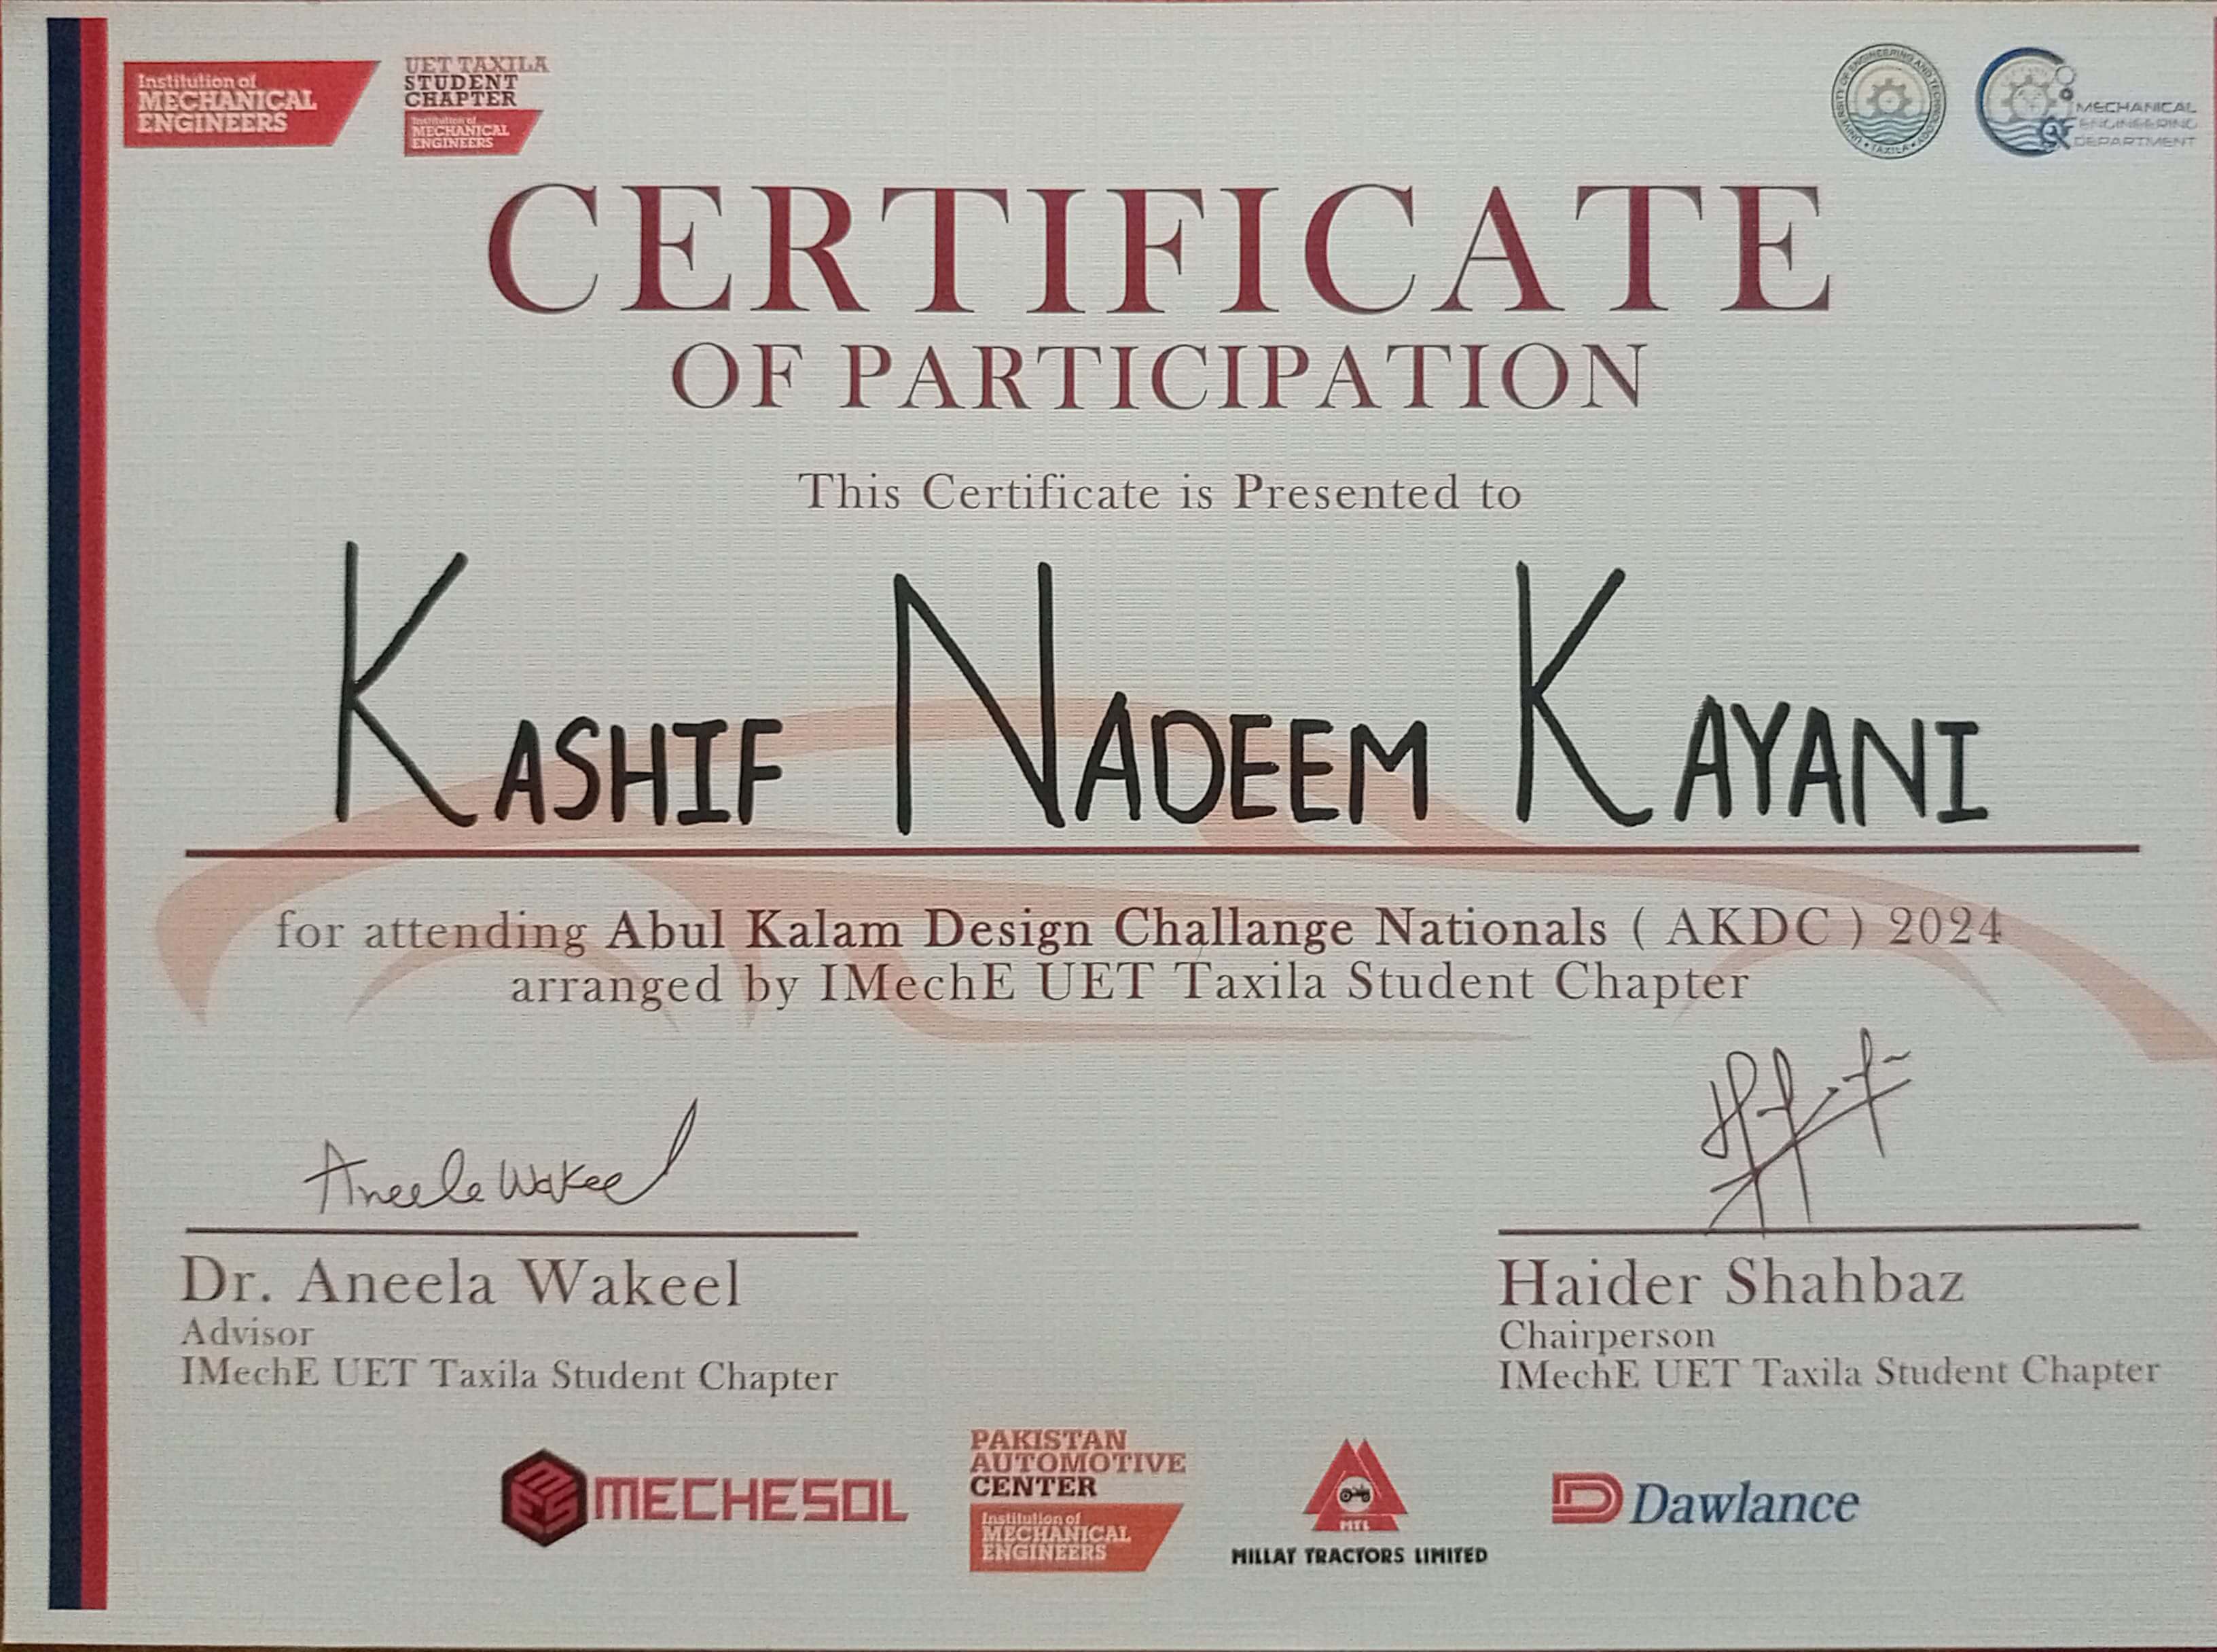 Institution of
MECHANICAL
ENGINEERS
UET TAXILA
STUDENT
CHAPTER
Institution of
MECHANICAL
ENGINEERS
UNIVERSITY OF ENGINEERING AND TECHNOLOGY
• TAXILA •
MECHANICAL
ENGINEERING
DEPARTMENT
CERTIFICATE
OF PARTICIPATION
This Certificate is Presented to
KASHIF NADEEM KAYANI
for attending Abul Kalam Design Challange Nationals ( AKDC ) 2024
arranged by IMechE UET Taxila Student Chapter
Aneela Wakeel
Dr. Aneela Wakeel
Advisor
IMechE UET Taxila Student Chapter
Haider Shahbaz
Chairperson
IMechE UET Taxila Student Chapter
MES
MECHESOL
PAKISTAN
AUTOMOTIVE
CENTER
Institution of
MECHANICAL
ENGINEERS
MTL
MILLAT TRACTORS LIMITED
Dawlance